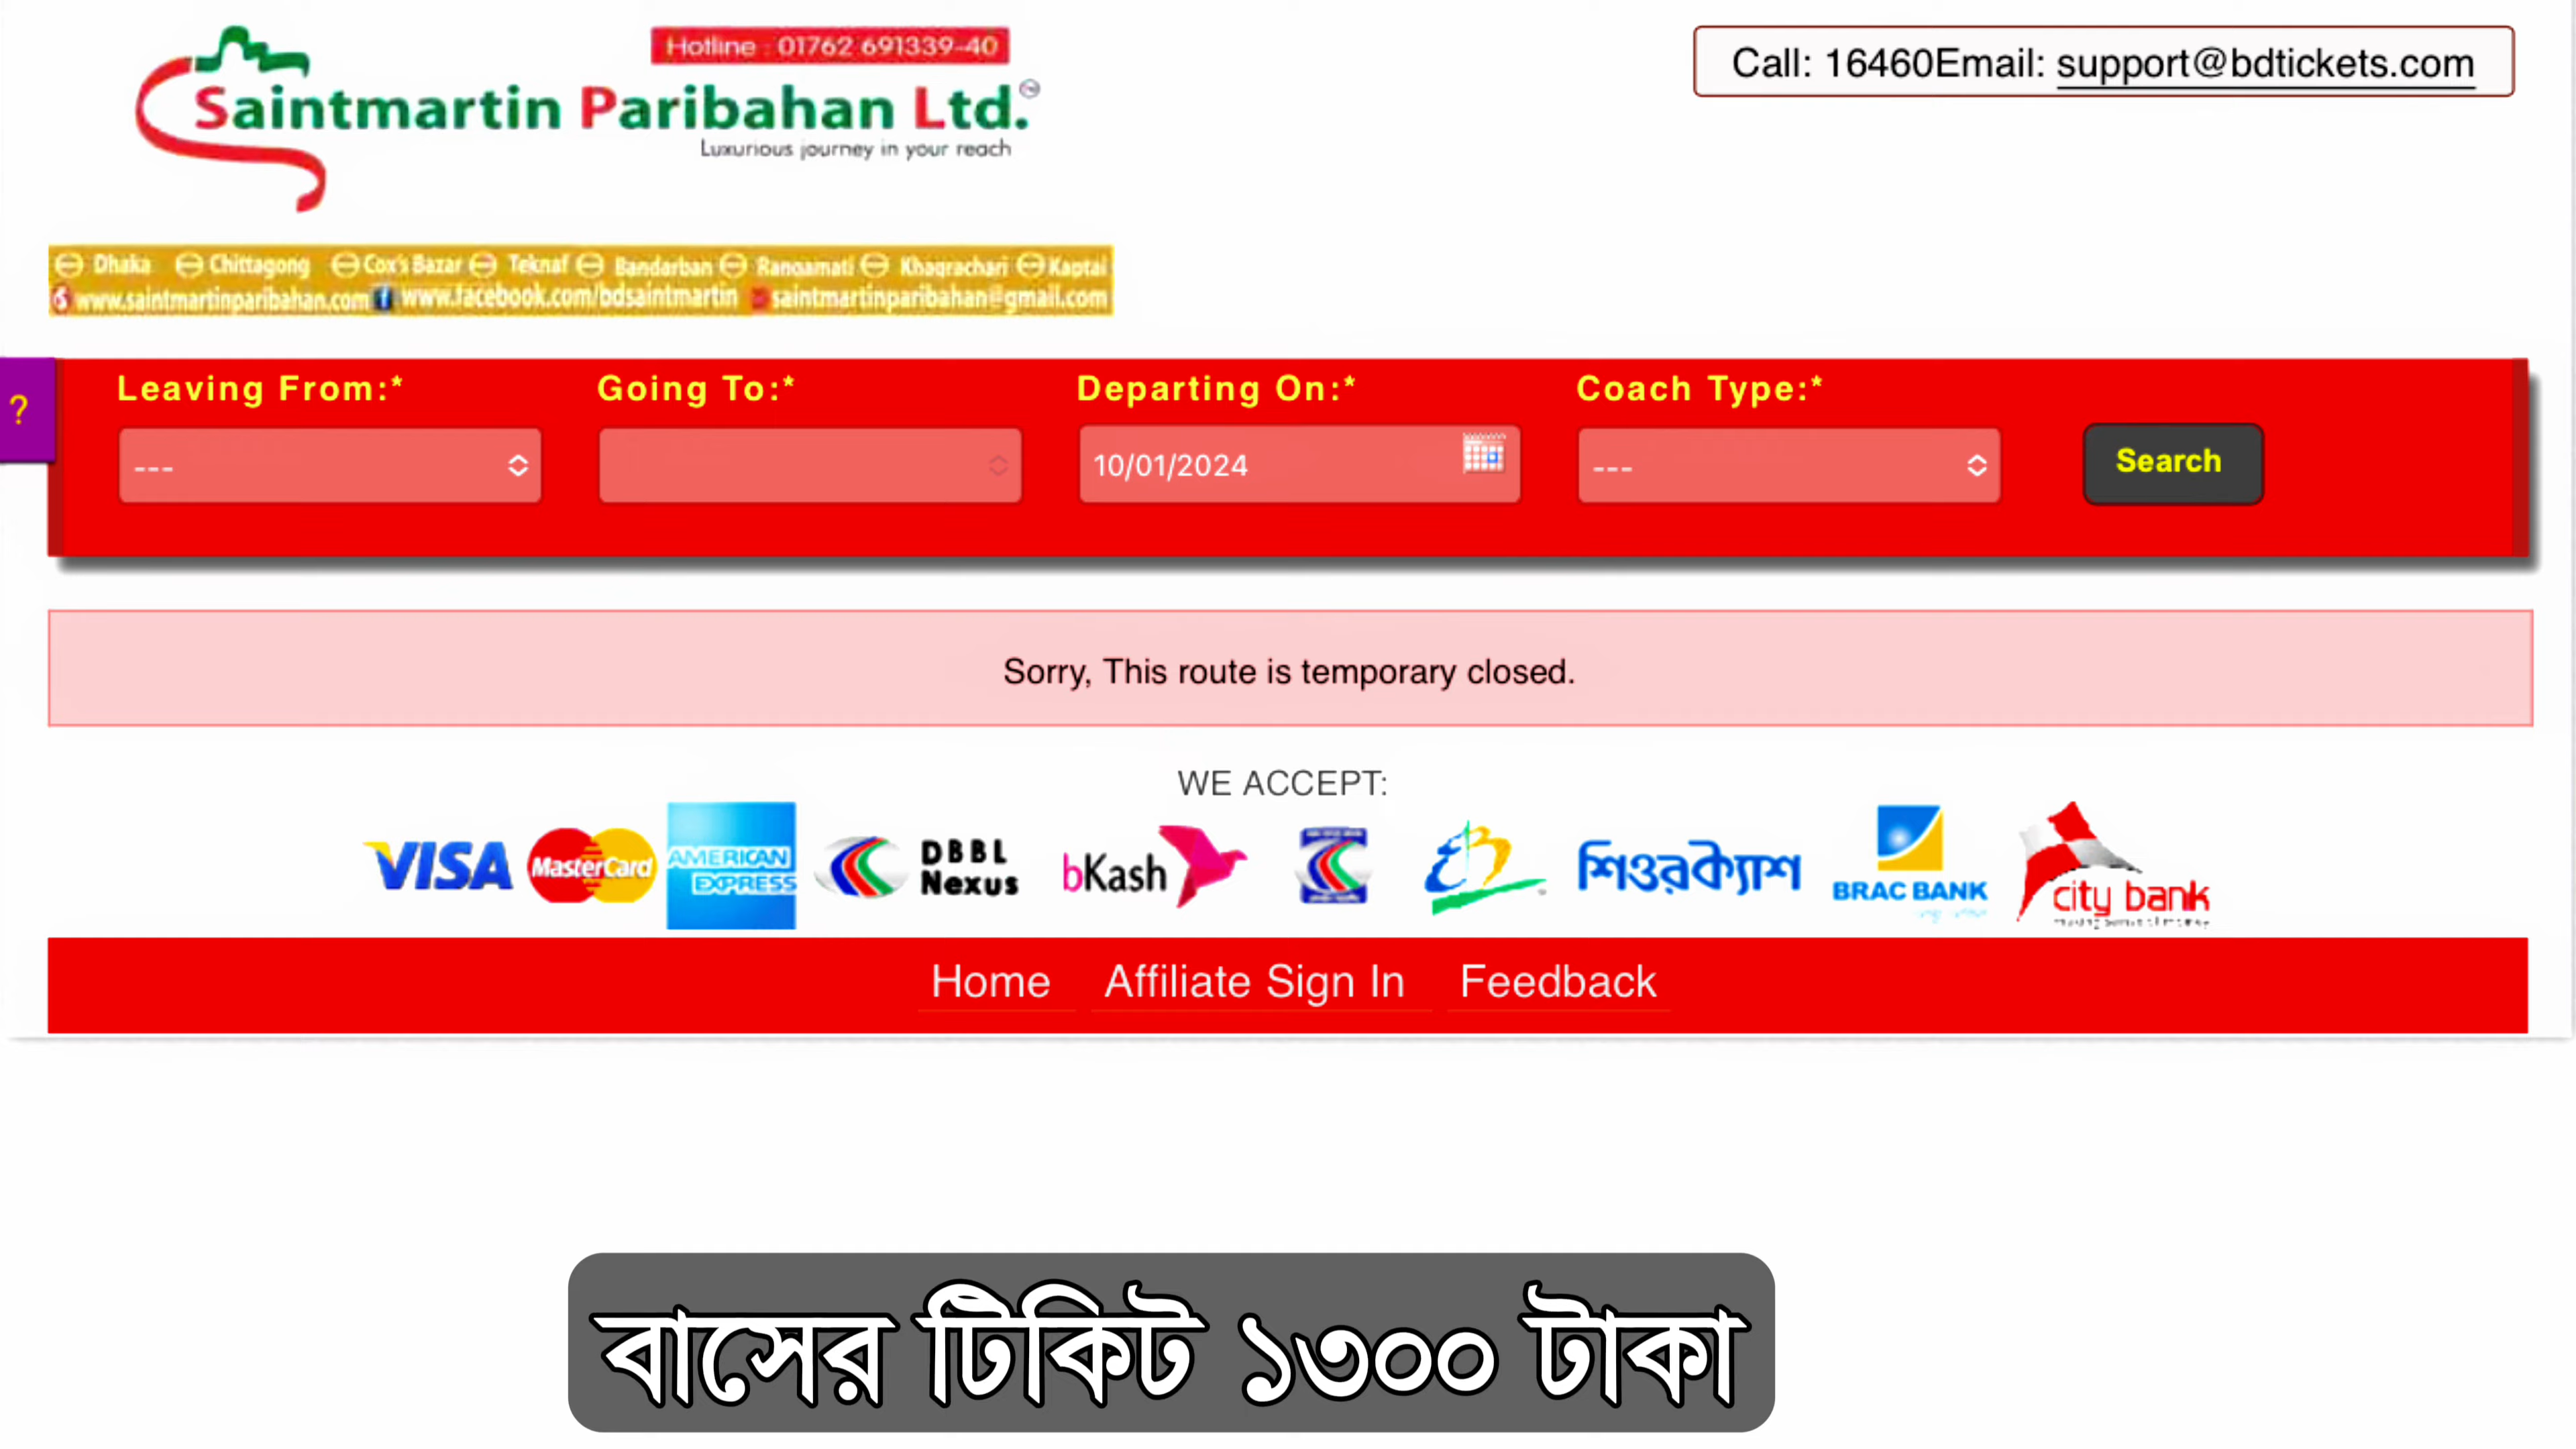 Hotline : 01762 691339-40
Saintmartin Paribahan Ltd.
Luxurious journey in your reach
Call: 16460Email: support@bdtickets.com
Dhaka Chittagong Cox's Bazar Teknaf Bandarban Rangamati Khagrachari Kaptai
www.saintmartinparibahan.com f www.facebook.com/bdsaintmartin saintmartinparibahan@gmail.com
?
Leaving From:* Going To:* Departing On:* Coach Type:*
--- 10/01/2024 --- Search
Sorry, This route is temporary closed.
WE ACCEPT:
VISA MasterCard AMERICAN EXPRESS DBBL Nexus bKash শিওরক্যাশ BRAC BANK city bank
Home Affiliate Sign In Feedback
বাসের টিকিট ১৩০০ টাকা